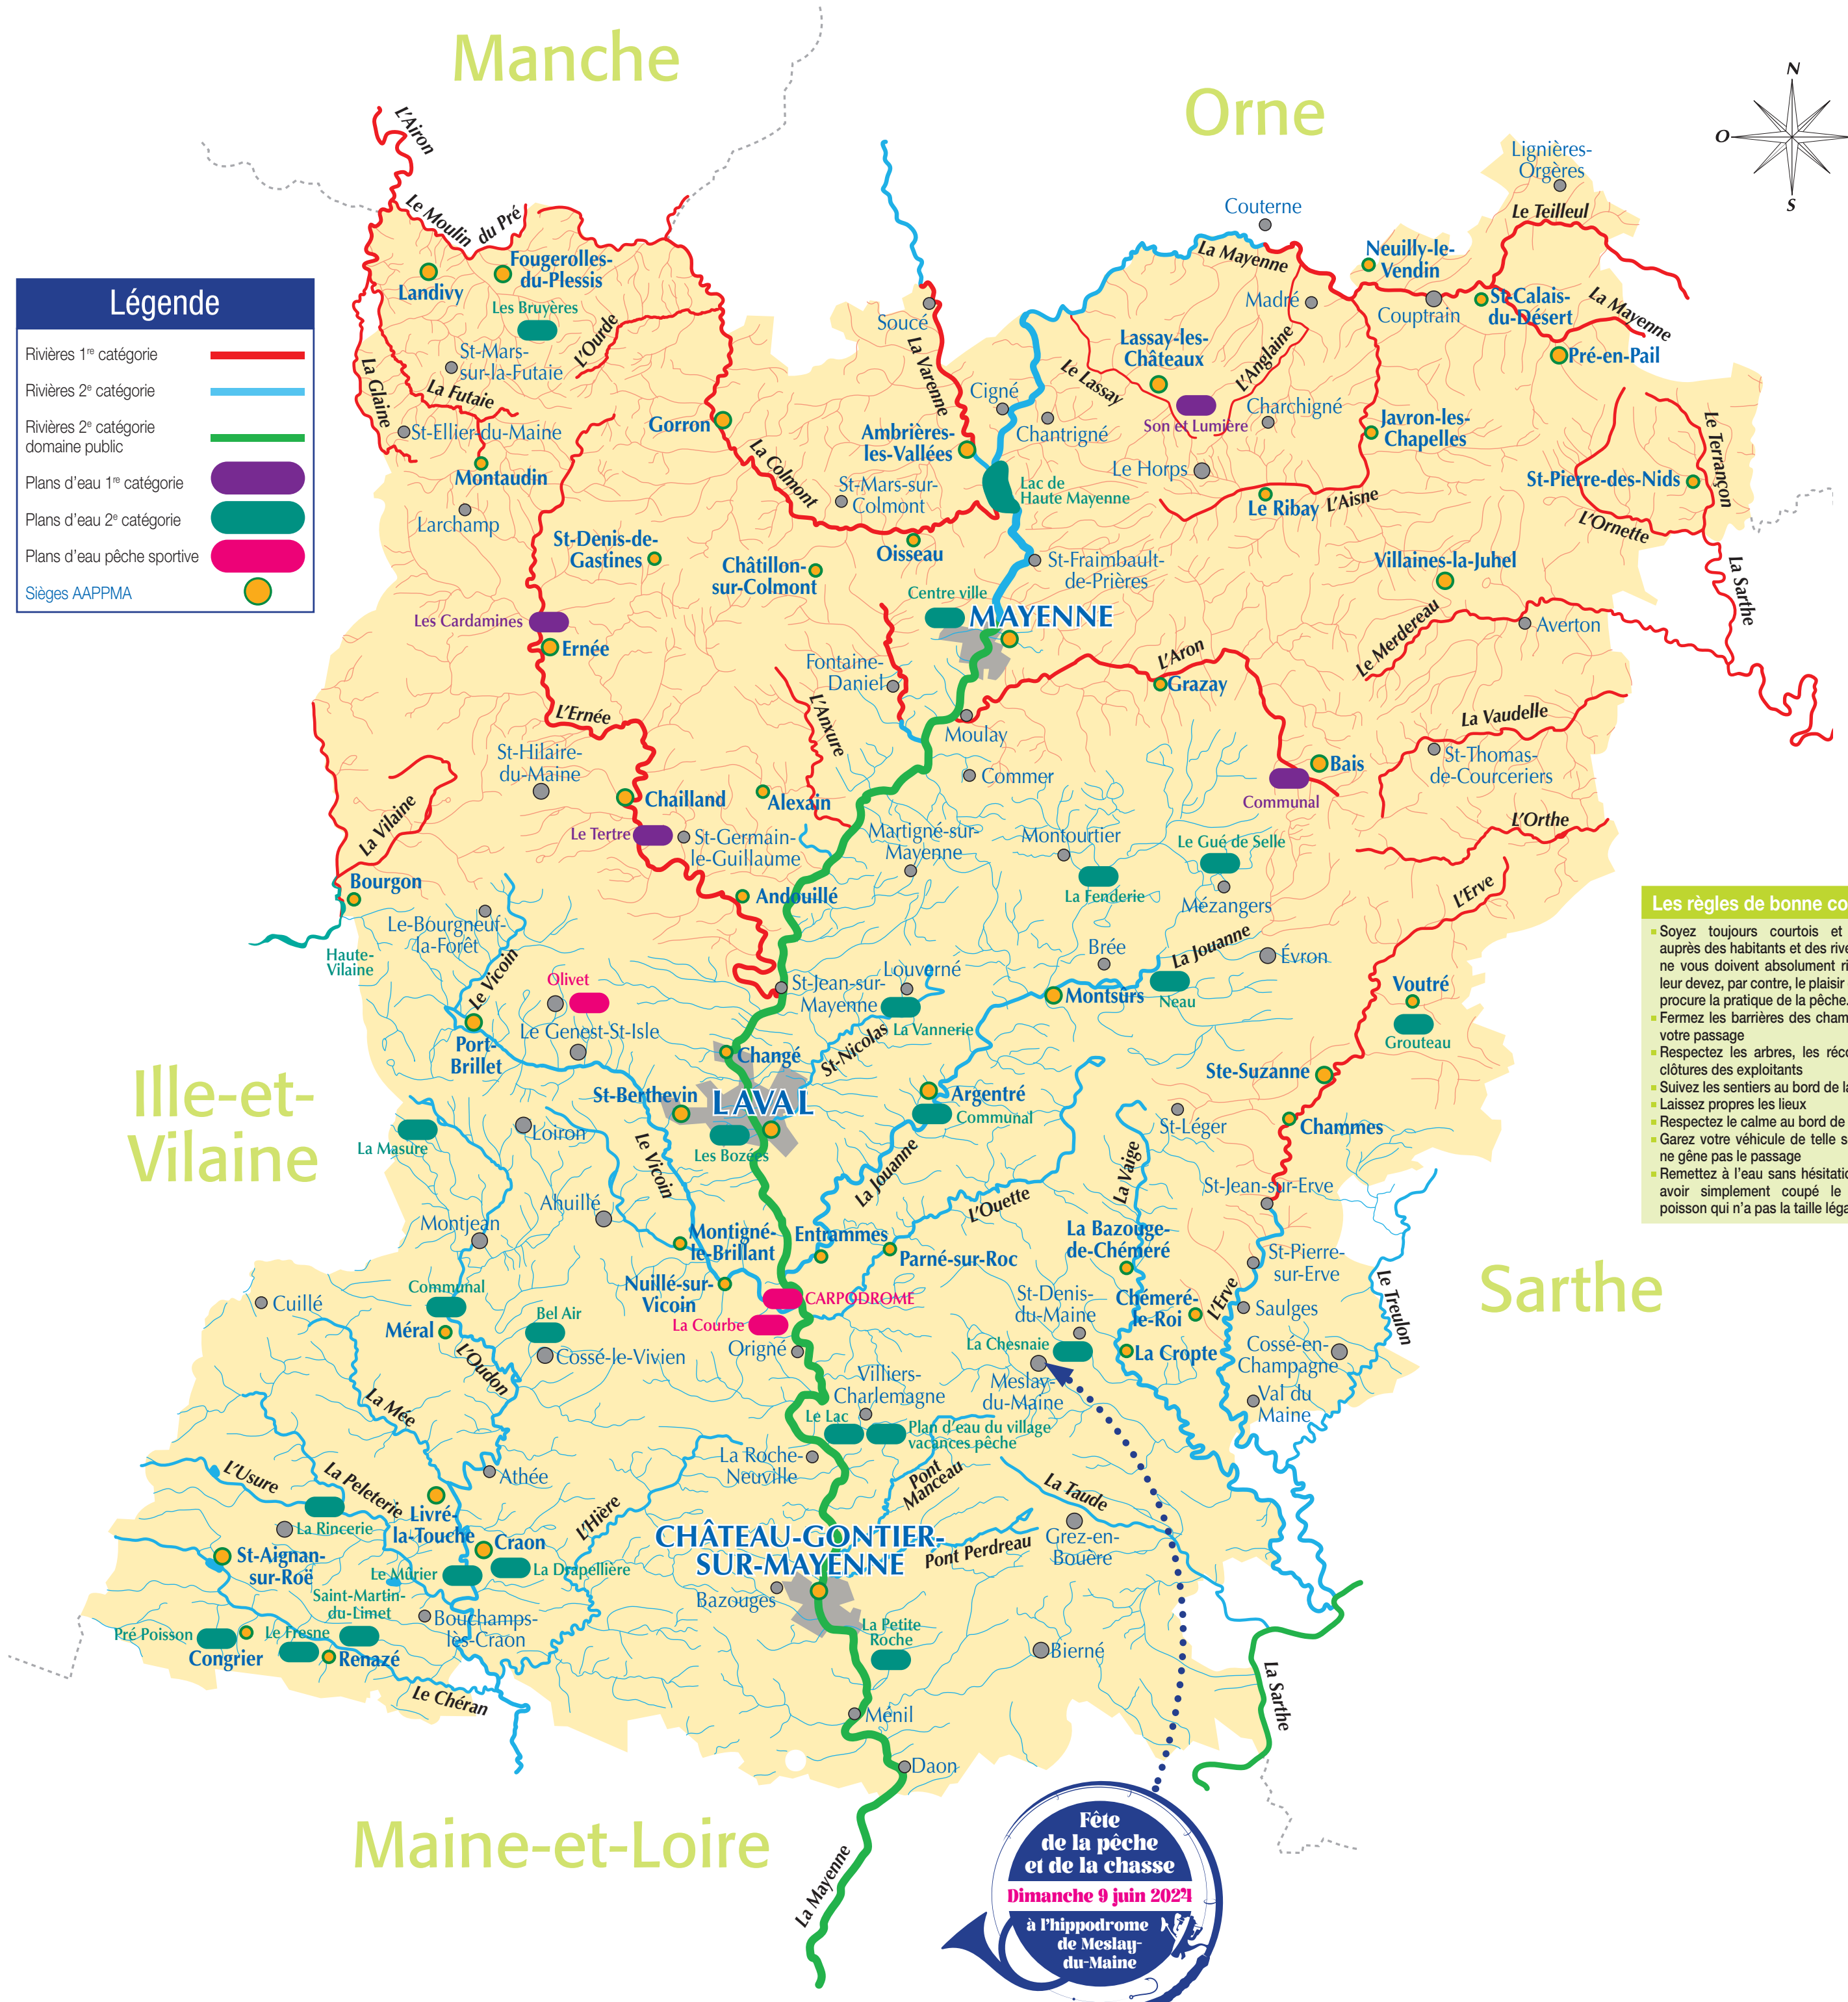 Manche
Orne
N
O
S
L'Airon
Lignières-
Orgères
Le Teilleul
Couterne
Le Moulin
du Pré
La Mayenne
Neuilly-le-
Vendin
Fougerolles-
du-Plessis
Landivy
Les Bruyères
Madré
Couptrain
St-Calais-
du-Désert
La Mayenne
Légende
Rivières 1re catégorie
Rivières 2e catégorie
Rivières 2e catégorie
domaine public
Plans d'eau 1re catégorie
Plans d'eau 2e catégorie
Plans d'eau pêche sportive
Sièges AAPPMA
Soucé
L'Ourde
La Varenne
Lassay-les-
Châteaux
L'Anglaine
Pré-en-Pail
St-Mars-
sur-la-Futaie
La Glaine
La Futaie
Le Lassay
Cigné
Son et Lumière
Charchigné
Chantrigné
Javron-les-
Chapelles
Le Terrançon
St-Ellier-du-Maine
Gorron
Ambrières-
les-Vallées
Montaudin
La Colmont
Le Horps
St-Mars-sur-
Colmont
Lac de
Haute Mayenne
Le Ribay
L'Aisne
St-Pierre-des-Nids
L'Ornette
Larchamp
St-Denis-de-
Gastines
Châtillon-
sur-Colmont
Oisseau
St-Fraimbault-
de-Prières
Villaines-la-Juhel
La Sarthe
Centre ville
MAYENNE
Les Cardamines
Ernée
Averton
Le Merdereau
Fontaine-
Daniel
L'Aron
Grazay
L'Ernée
L'Anxure
Moulay
La Vaudelle
St-Thomas-
de-Courceriers
St-Hilaire-
du-Maine
Commer
Bais
Communal
Chailland
Alexain
La Vilaine
Le Tertre
St-Germain-
le-Guillaume
Martigné-sur-
Mayenne
Montourtier
Le Gué de Selle
L'Orthe
Bourgon
Andouillé
La Fenderie
Mézangers
L'Erve
Le-Bourgneuf-
la-Forêt
Haute-
Vilaine
Le Vicoin
Olivet
St-Jean-sur-
Mayenne
Louverné
Brée
La Jouanne
Évron
Montsûrs
Neau
Voutré
Grouteau
Le Genest-St-Isle
La Vannerie
St-Nicolas
Port-
Brillet
Changé
Ste-Suzanne
Les règles de bonne co
Soyez toujours courtois et
auprès des habitants et des rive
ne vous doivent absolument ri
leur devez, par contre, le plaisir
procure la pratique de la pêche.
Fermez les barrières des cham
votre passage
Respectez les arbres, les réco
clôtures des exploitants
Suivez les sentiers au bord de la
Laissez propres les lieux
Respectez le calme au bord de
Garez votre véhicule de telle s
ne gêne pas le passage
Remettez à l'eau sans hésitatio
avoir simplement coupé le
poisson qui n'a pas la taille léga
Ille-et-
Vilaine
St-Berthevin
LAVAL
Argentré
Communal
La Masure
Loiron
Les Bozées
St-Léger
Chammes
Le Vicoin
La Jouanne
La Vaige
Ahuillé
L'Ouette
St-Jean-sur-Erve
Montjean
Montigné-
le-Brillant
Entrammes
Parné-sur-Roc
La Bazouge-
de-Chéméré
St-Pierre-
sur-Erve
Le Treulon
Sarthe
Communal
Cuillé
Méral
Bel Air
Nuillé-sur-
Vicoin
CARPODROME
La Courbe
St-Denis-
du-Maine
Chémeré-
le-Roi
L'Erve
Saulges
L'Oudon
Cossé-le-Vivien
Origné
La Chesnaie
La Cropte
Cossé-en-
Champagne
La Mée
Villiers-
Charlemagne
Meslay-
du-Maine
Val du
Maine
Le Lac
Plan d'eau du village
vacances pêche
La Roche-
Neuville
Athée
L'Usure
La Peleterie
Pont
Manceau
La Taude
La Rincerie
Livré-
la-Touche
L'Hière
Craon
CHÂTEAU-GONTIER-
SUR-MAYENNE
Pont Perdreau
Grez-en-
Bouère
St-Aignan-
sur-Roë
Le Mûrier
La Drapellière
Bazouges
Saint-Martin-
du-Limet
Bouchamps-
lès-Craon
Pré Poisson
Le Fresne
Congrier
Renazé
La Petite
Roche
Bierné
Le Chéran
Ménil
La Sarthe
Daon
Maine-et-Loire
La Mayenne
Fête
de la pêche
et de la chasse
Dimanche 9 juin 2024
à l'hippodrome
de Meslay-
du-Maine